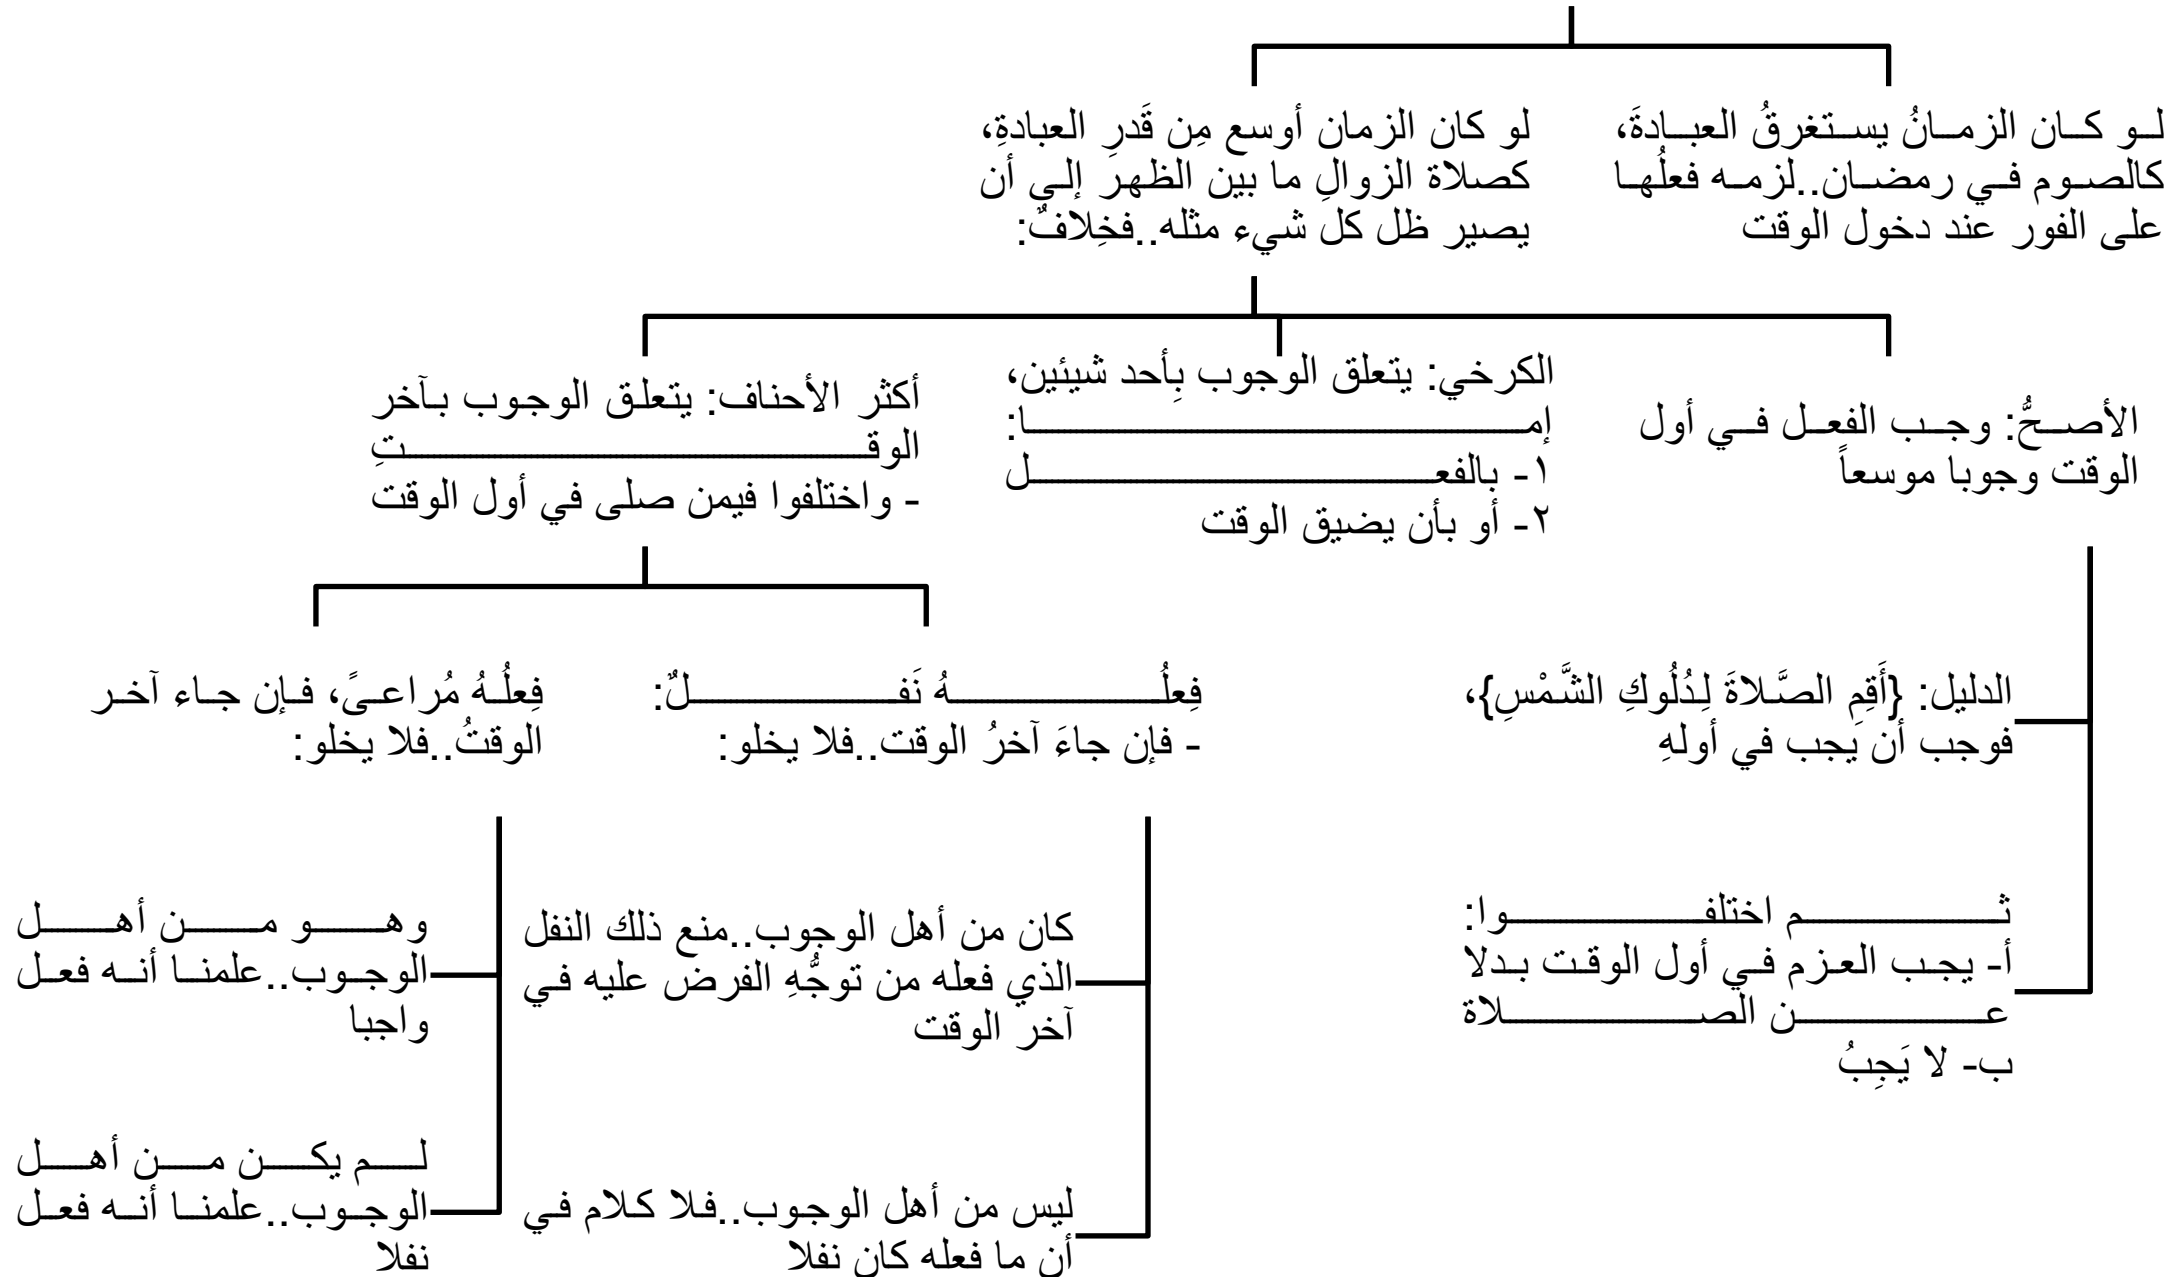 لو كان الزمانُ يستغرقُ العبادةَ،
كالصوم في رمضان..لزمه فعلُها
على الفور عند دخول الوقت
لو كان الزمان أوسع مِن قَدرِ العبادةِ،
كصلاة الزوالِ ما بين الظهرَ إلى أن
يصير ظل كل شيء مثله..فخِلافٌ:
الأصحُّ: وجب الفعل في أول
الوقت وجوبا موسعاً
الكرخي: يتعلق الوجوب بِأحد شيئين،
إما:
١- بالفعل
٢- أو بأن يضيق الوقت
أكثر الأحناف: يتعلق الوجوب بآخر
الوقتِ
- واختلفوا فيمن صلى في أول الوقت
الدليل: {أَقِمِ الصَّلاةَ لِدُلُوكِ الشَّمْسِ}،
فوجب أن يجب في أولهِ
ثم اختلفوا:
أ- يجب العزم في أول الوقت بدلا
عن الصلاة
ب- لا يَجِبُ
فِعلُهُ نَفلٌ:
- فإن جاءَ آخرُ الوقت..فلا يخلو:
كان من أهل الوجوب..منع ذلك النفل
الذي فعله من توجُّهِ الفرض عليه في
آخر الوقت
ليس من أهل الوجوب..فلا كلام في
أن ما فعله كان نفلا
فِعلُهُ مُراعىً، فإن جاء آخر
الوقتُ..فلا يخلو:
وهو من أهل
الوجوب..علمنا أنه فعل
واجبا
لم يكن من أهل
الوجوب..علمنا أنه فعل
نفلا